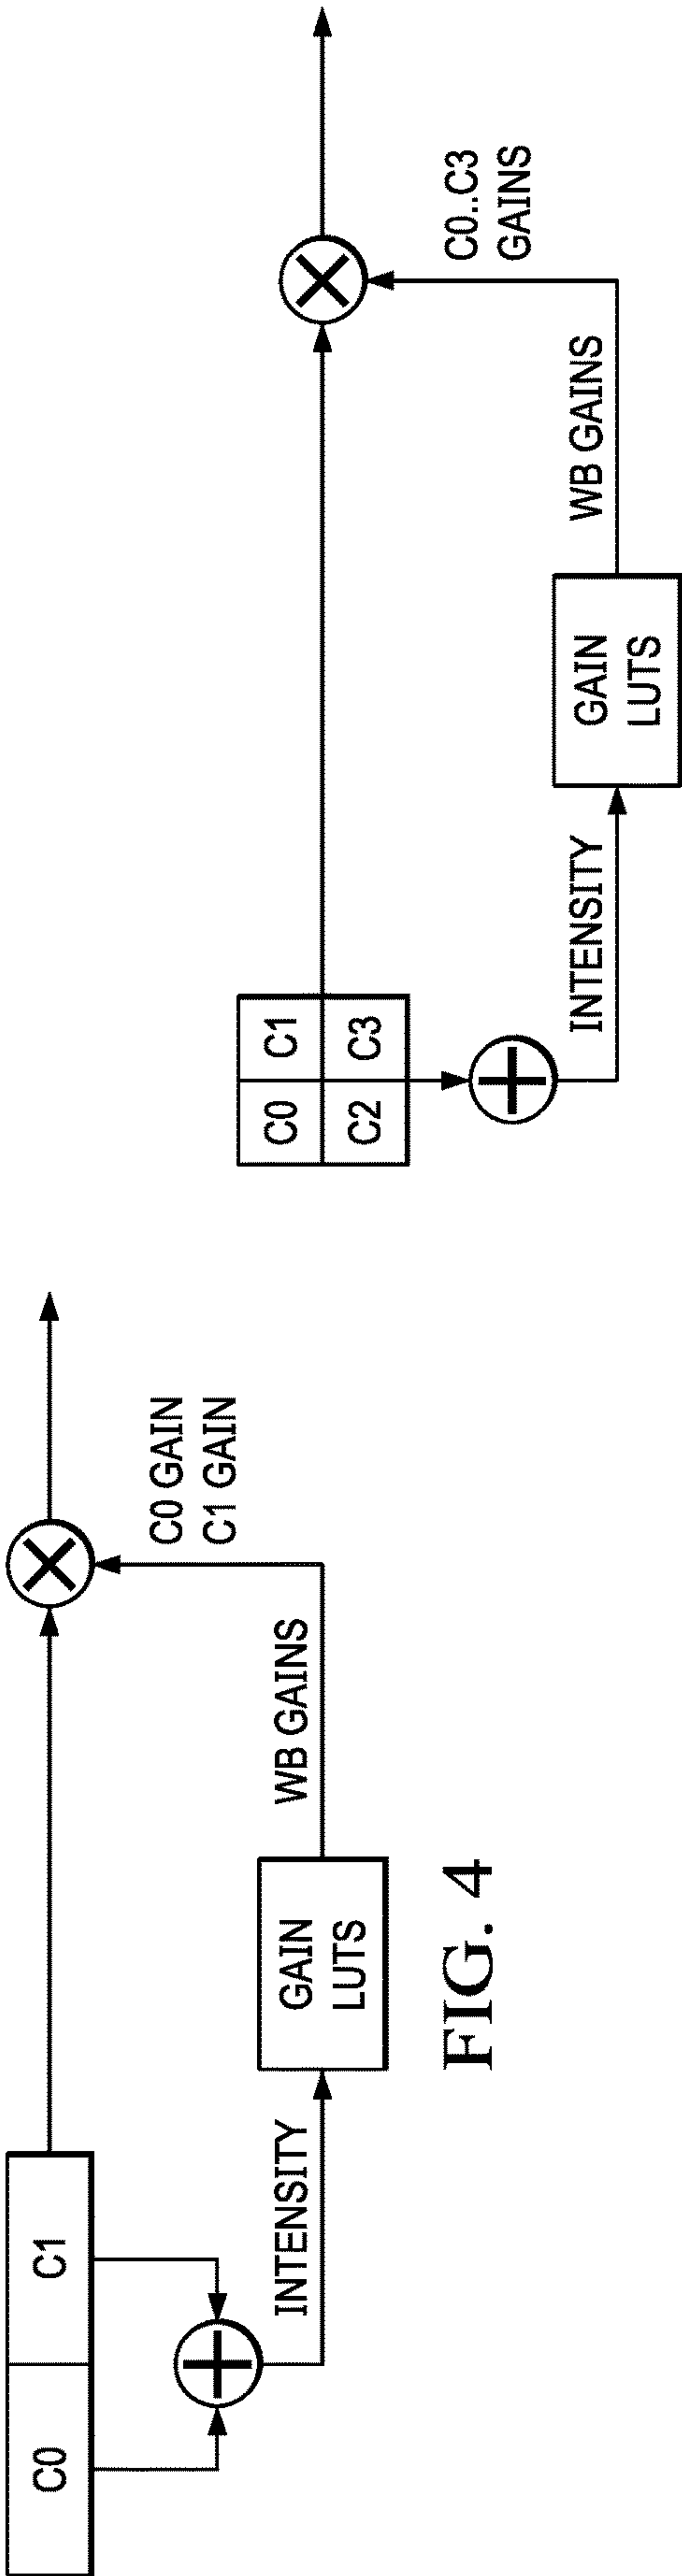 C0
C1
INTENSITY
GAIN
LUTS
WB GAINS
C0 GAIN
C1 GAIN
FIG. 4
C0
C1
C2
C3
INTENSITY
GAIN
LUTS
WB GAINS
C0..C3
GAINS